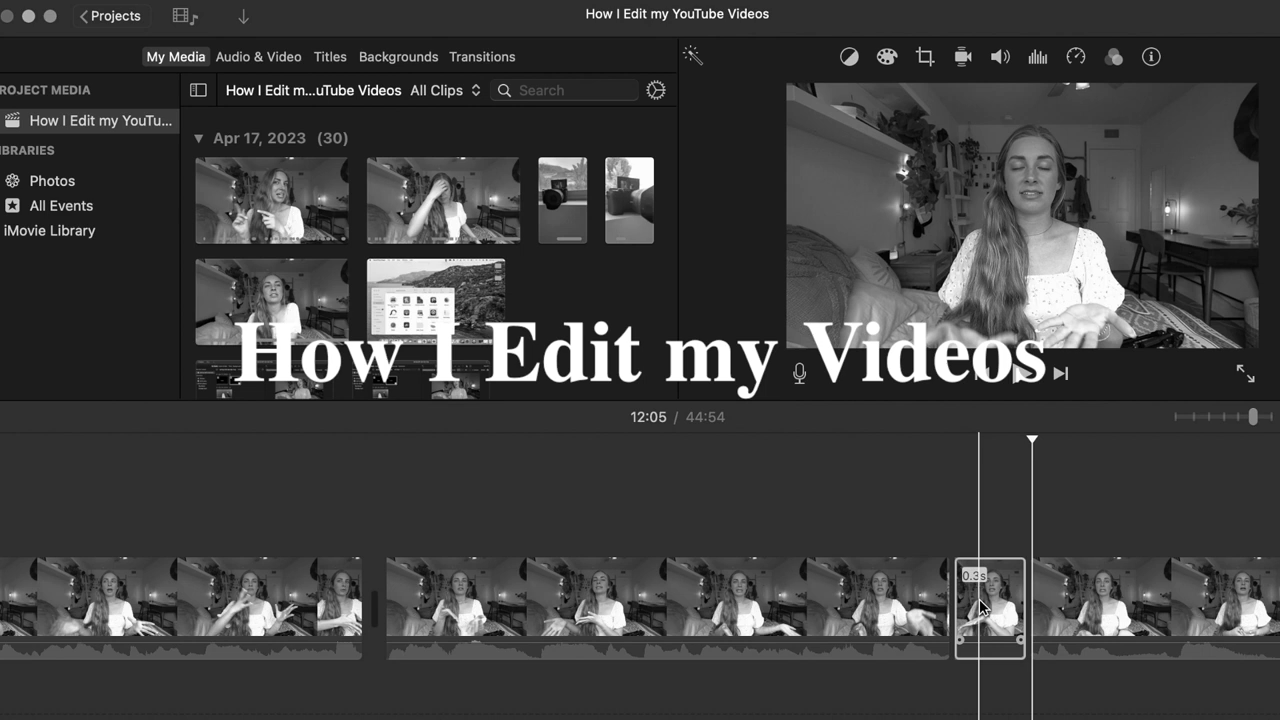 How I Edit my YouTube Videos
Projects
My Media Audio & Video Titles Backgrounds Transitions
ROJECT MEDIA
How I Edit my YouTu...
IBRARIES
Photos
All Events
iMovie Library
How I Edit m...uTube Videos All Clips Search
Apr 17, 2023 (30)
How I Edit my Videos
12:05 / 44:54
0.3s